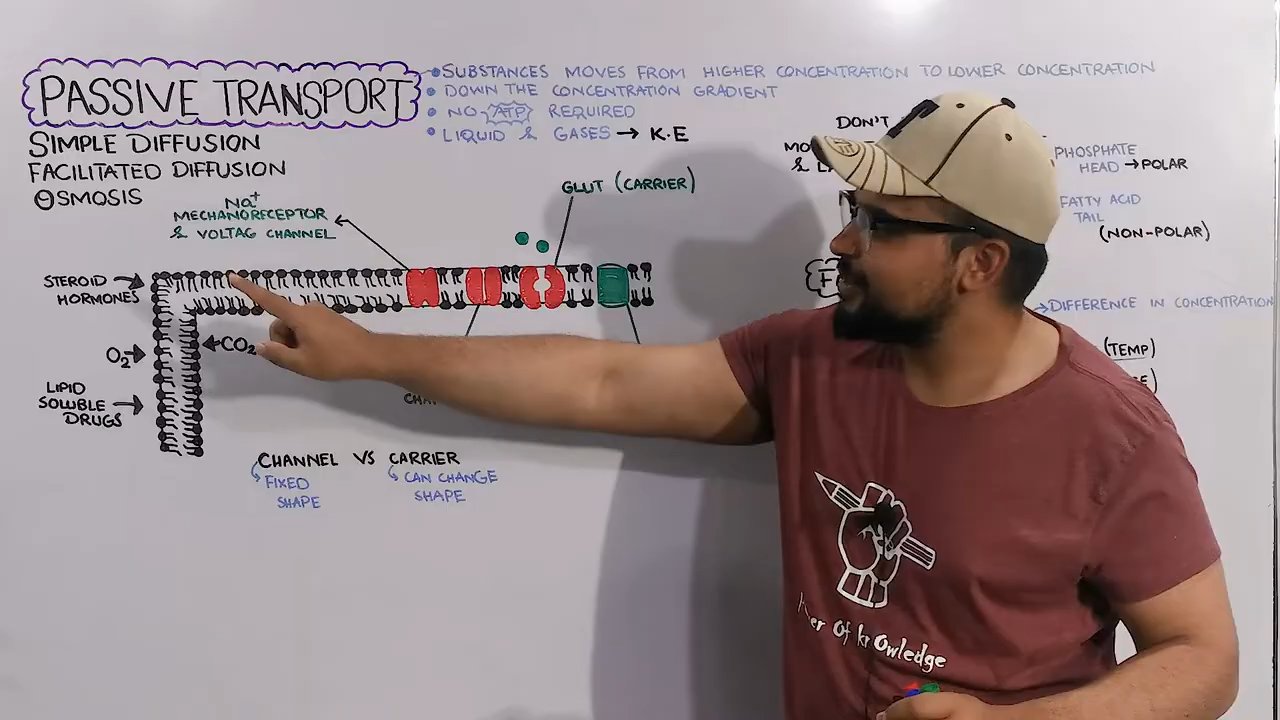 PASSIVE TRANSPORT
SUBSTANCES MOVES FROM HIGHER CONCENTRATION TO LOWER CONCENTRATION
DOWN THE CONCENTRATION GRADIENT
NO ATP REQUIRED
LIQUID & GASES → K.E
SIMPLE DIFFUSION
FACILITATED DIFFUSION
OSMOSIS
Na+
MECHANORECEPTOR
& VOLTAG CHANNEL
GLUT (CARRIER)
STEROID
HORMONES
O2
CO2
LIPID
SOLUBLE
DRUGS
CHANNEL VS CARRIER
FIXED
SHAPE
CAN CHANGE
SHAPE
DON'T
PHOSPHATE
HEAD → POLAR
FATTY ACID
TAIL
(NON-POLAR)
DIFFERENCE IN CONCENTRATION
(TEMP)
Of knOwledge